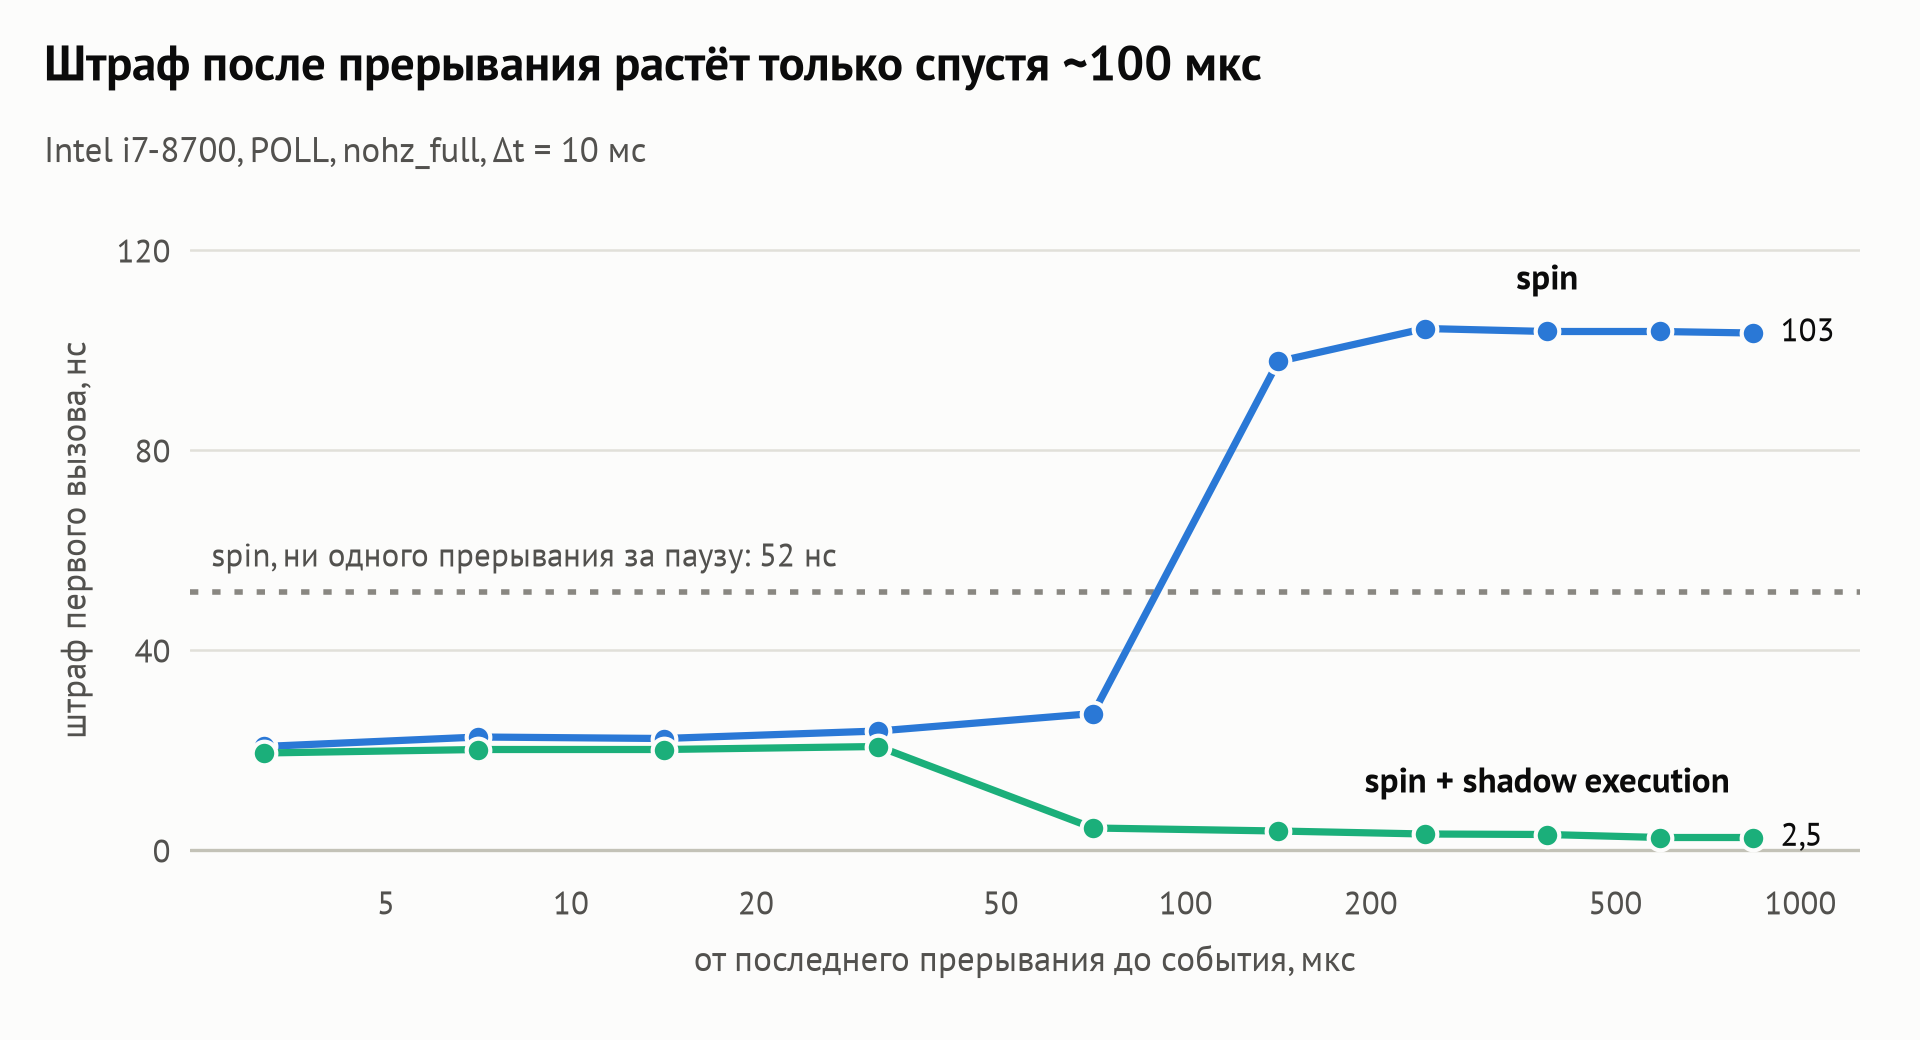 Штраф после прерывания растёт только спустя ~100 мкс
Intel i7-8700, POLL, nohz_full, Δt = 10 мс
штраф первого вызова, нс
120
80
40
0
spin
103
spin, ни одного прерывания за паузу: 52 нс
spin + shadow execution
2,5
5 10 20 50 100 200 500 1000
от последнего прерывания до события, мкс